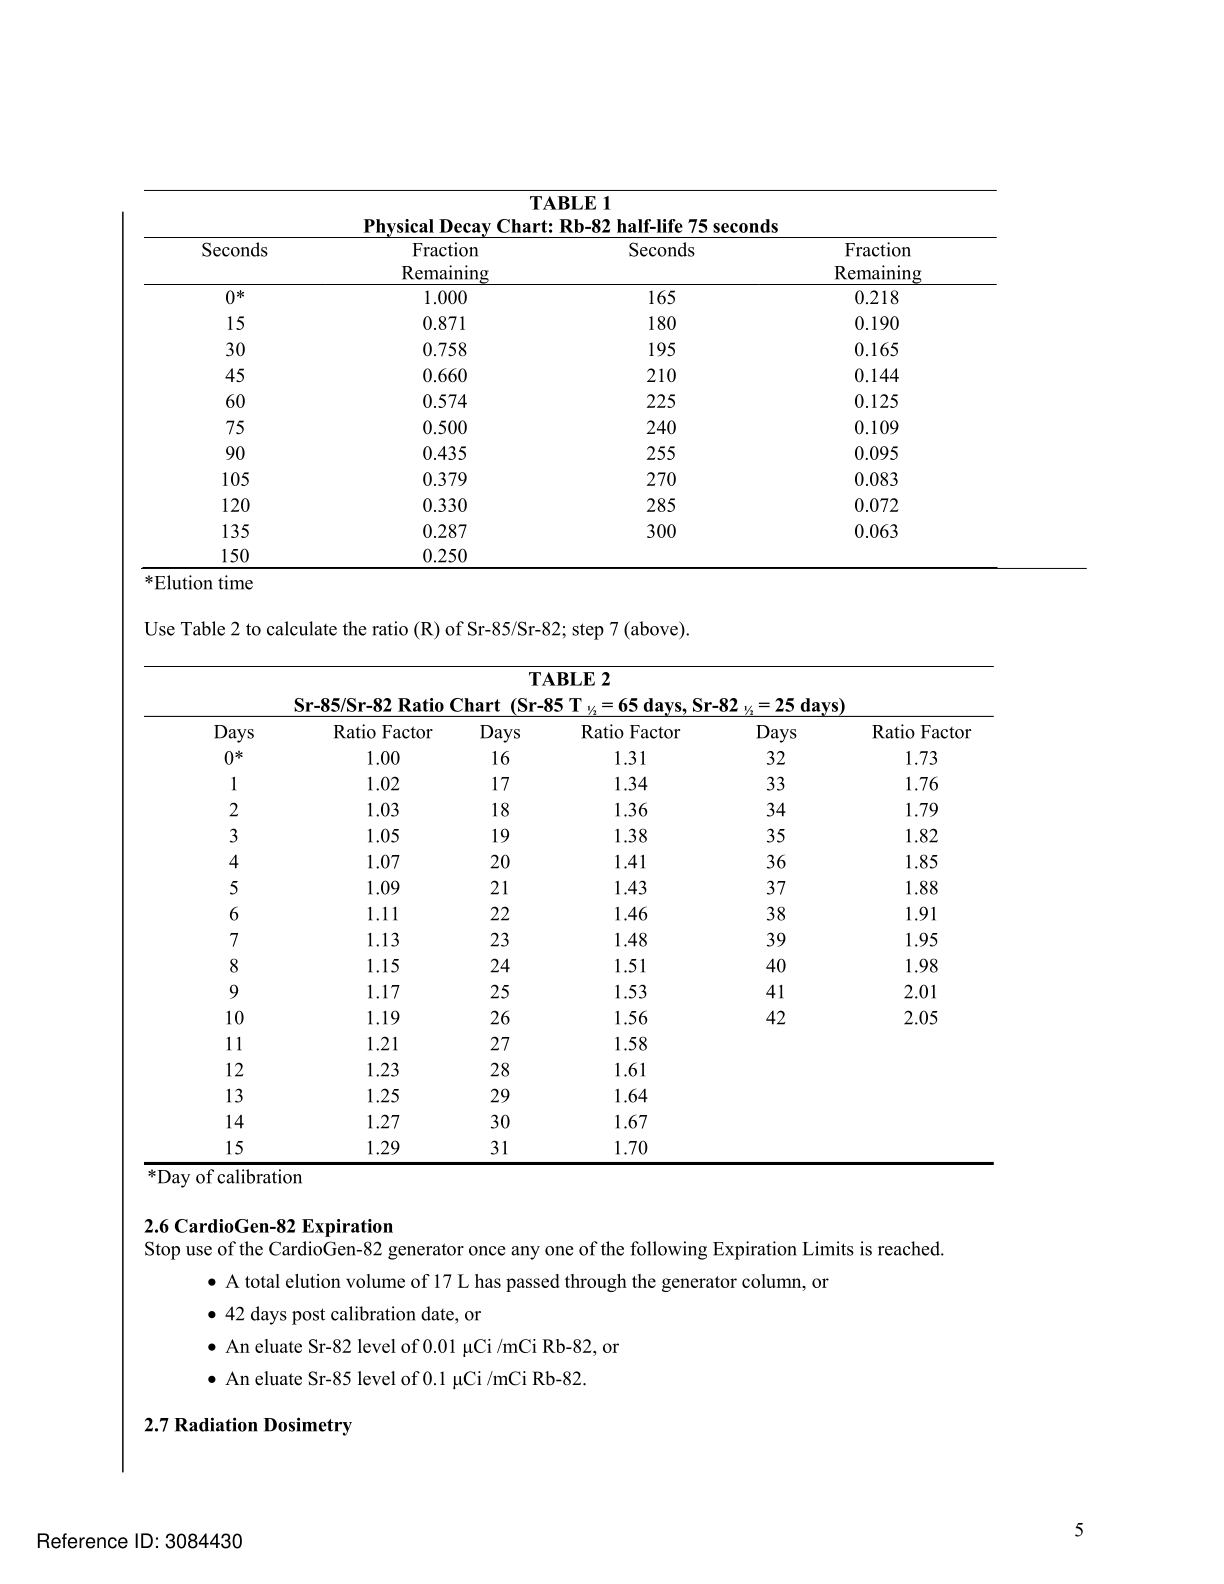 TABLE 1
Physical Decay Chart: Rb-82 half-life 75 seconds
Seconds Fraction Remaining Seconds Fraction Remaining
0* 1.000 165 0.218
15 0.871 180 0.190
30 0.758 195 0.165
45 0.660 210 0.144
60 0.574 225 0.125
75 0.500 240 0.109
90 0.435 255 0.095
105 0.379 270 0.083
120 0.330 285 0.072
135 0.287 300 0.063
150 0.250
*Elution time
Use Table 2 to calculate the ratio (R) of Sr-85/Sr-82; step 7 (above).
TABLE 2
Sr-85/Sr-82 Ratio Chart (Sr-85 T ½ = 65 days, Sr-82 ½ = 25 days)
Days Ratio Factor Days Ratio Factor Days Ratio Factor
0* 1.00 16 1.31 32 1.73
1 1.02 17 1.34 33 1.76
2 1.03 18 1.36 34 1.79
3 1.05 19 1.38 35 1.82
4 1.07 20 1.41 36 1.85
5 1.09 21 1.43 37 1.88
6 1.11 22 1.46 38 1.91
7 1.13 23 1.48 39 1.95
8 1.15 24 1.51 40 1.98
9 1.17 25 1.53 41 2.01
10 1.19 26 1.56 42 2.05
11 1.21 27 1.58
12 1.23 28 1.61
13 1.25 29 1.64
14 1.27 30 1.67
15 1.29 31 1.70
*Day of calibration
2.6 CardioGen-82 Expiration
Stop use of the CardioGen-82 generator once any one of the following Expiration Limits is reached.
• A total elution volume of 17 L has passed through the generator column, or
• 42 days post calibration date, or
• An eluate Sr-82 level of 0.01 μCi /mCi Rb-82, or
• An eluate Sr-85 level of 0.1 μCi /mCi Rb-82.
2.7 Radiation Dosimetry
5
Reference ID: 3084430